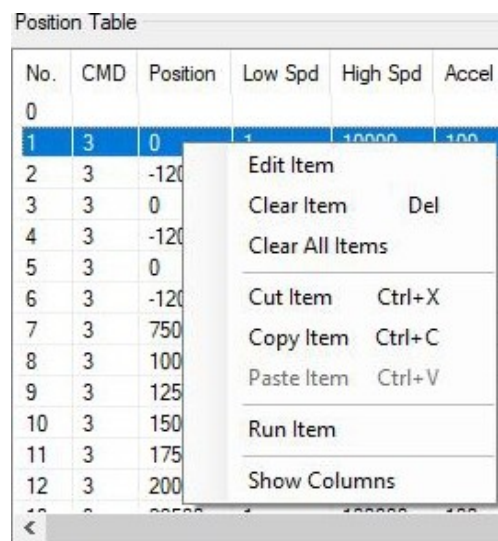 Position Table
No. CMD Position Low Spd High Spd Accel
0
1 3 0 1 10000 100
2 3 -120
3 3 0
4 3 -120
5 3 0
6 3 -120
7 3 750
8 3 100
9 3 125
10 3 150
11 3 175
12 3 200
Edit Item
Clear Item Del
Clear All Items
Cut Item Ctrl+X
Copy Item Ctrl+C
Paste Item Ctrl+V
Run Item
Show Columns